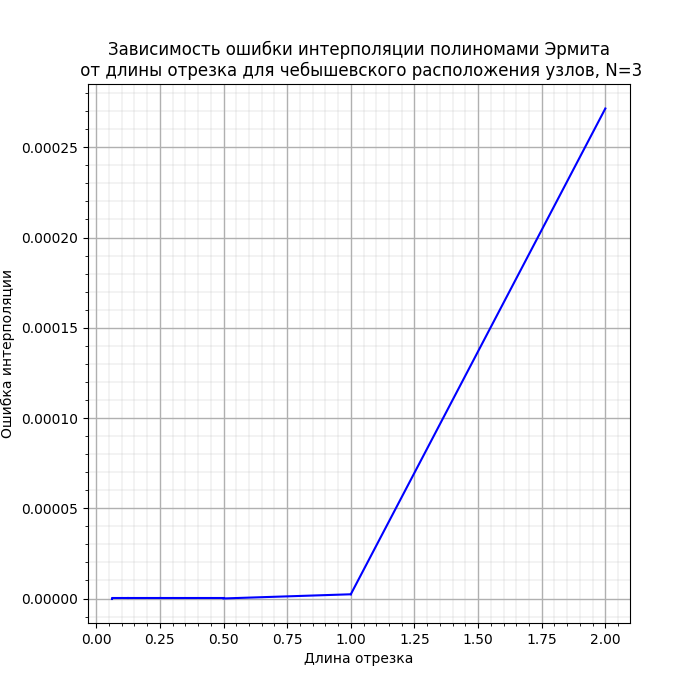 Зависимость ошибки интерполяции полиномами Эрмита
от длины отрезка для чебышевского расположения узлов, N=3
0.00025
0.00020
0.00015
0.00010
0.00005
0.00000
Ошибка интерполяции
0.00 0.25 0.50 0.75 1.00 1.25 1.50 1.75 2.00
Длина отрезка